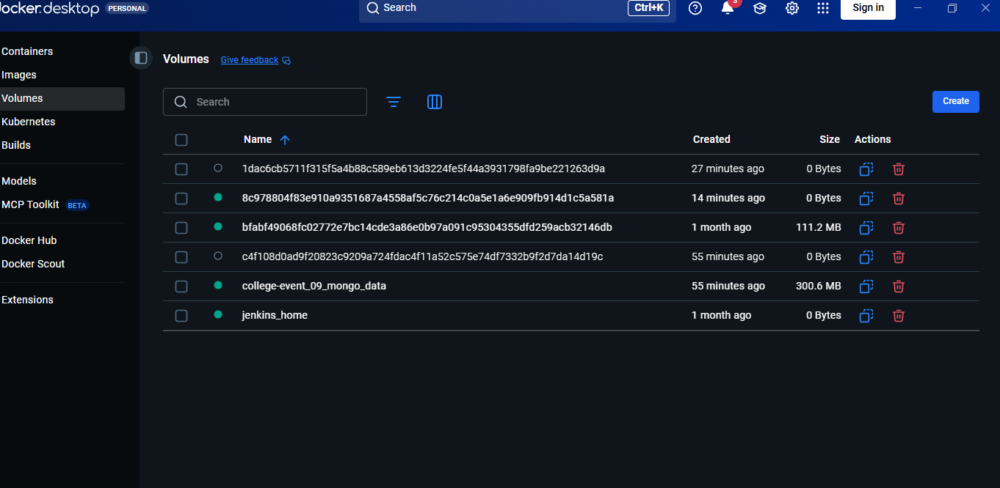 docker.desktop PERSONAL Search Ctrl+K 3 Sign in
Containers
Images
Volumes
Kubernetes
Builds
Models
MCP Toolkit BETA
Docker Hub
Docker Scout
Extensions
Volumes Give feedback
Search
Create
Name Created Size Actions
1dac6cb5711f315f5a4b88c589eb613d3224fe5f44a3931798fa9be221263d9a 27 minutes ago 0 Bytes
8c978804f83e910a9351687a4558af5c76c214c0a5e1a6e909fb914d1c5a581a 14 minutes ago 0 Bytes
bfabf49068fc02772e7bc14cde3a86e0b97a091c95304355dfd259acb32146db 1 month ago 111.2 MB
c4f108d0ad9f20823c9209a724fdac4f11a52c575e74df7332b9f2d7da14d19c 55 minutes ago 0 Bytes
college-event_09_mongo_data 55 minutes ago 300.6 MB
jenkins_home 1 month ago 0 Bytes